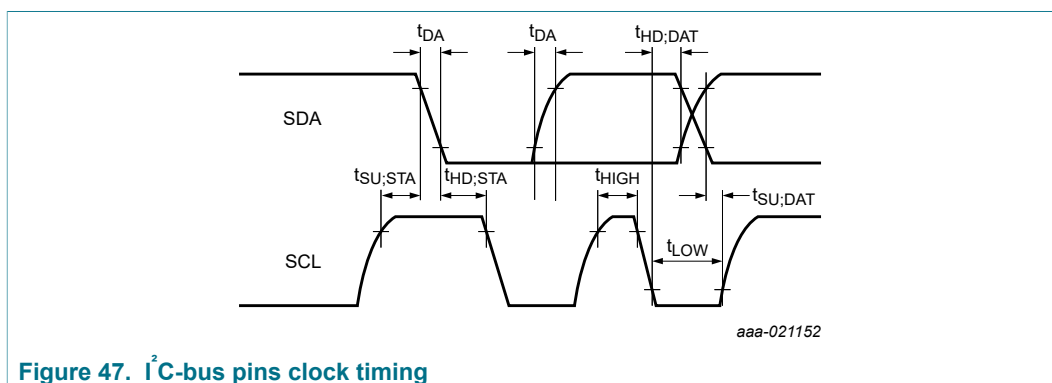 tDA tDA tHD;DAT
SDA
tSU;STA tHD;STA tHIGH tSU;DAT
tLOW
SCL
aaa-021152
Figure 47. I²C-bus pins clock timing